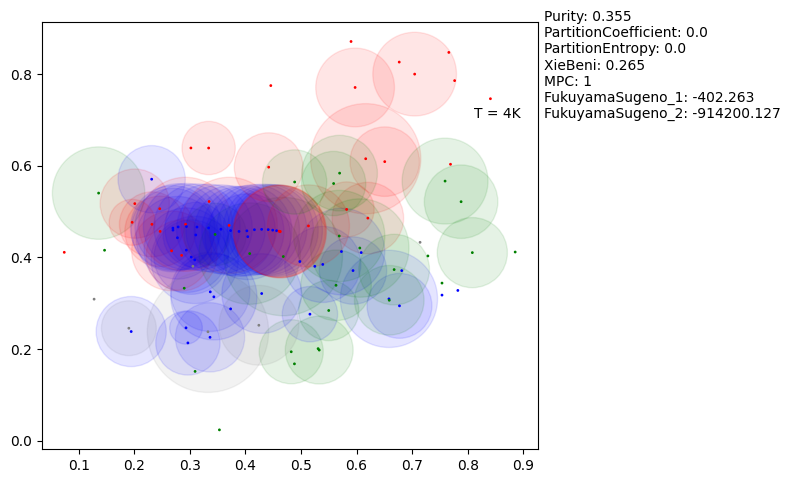 Purity: 0.355
PartitionCoefficient: 0.0
PartitionEntropy: 0.0
XieBeni: 0.265
MPC: 1
FukuyamaSugeno_1: -402.263
FukuyamaSugeno_2: -914200.127
T = 4K
0.8
0.6
0.4
0.2
0.0
0.1 0.2 0.3 0.4 0.5 0.6 0.7 0.8 0.9